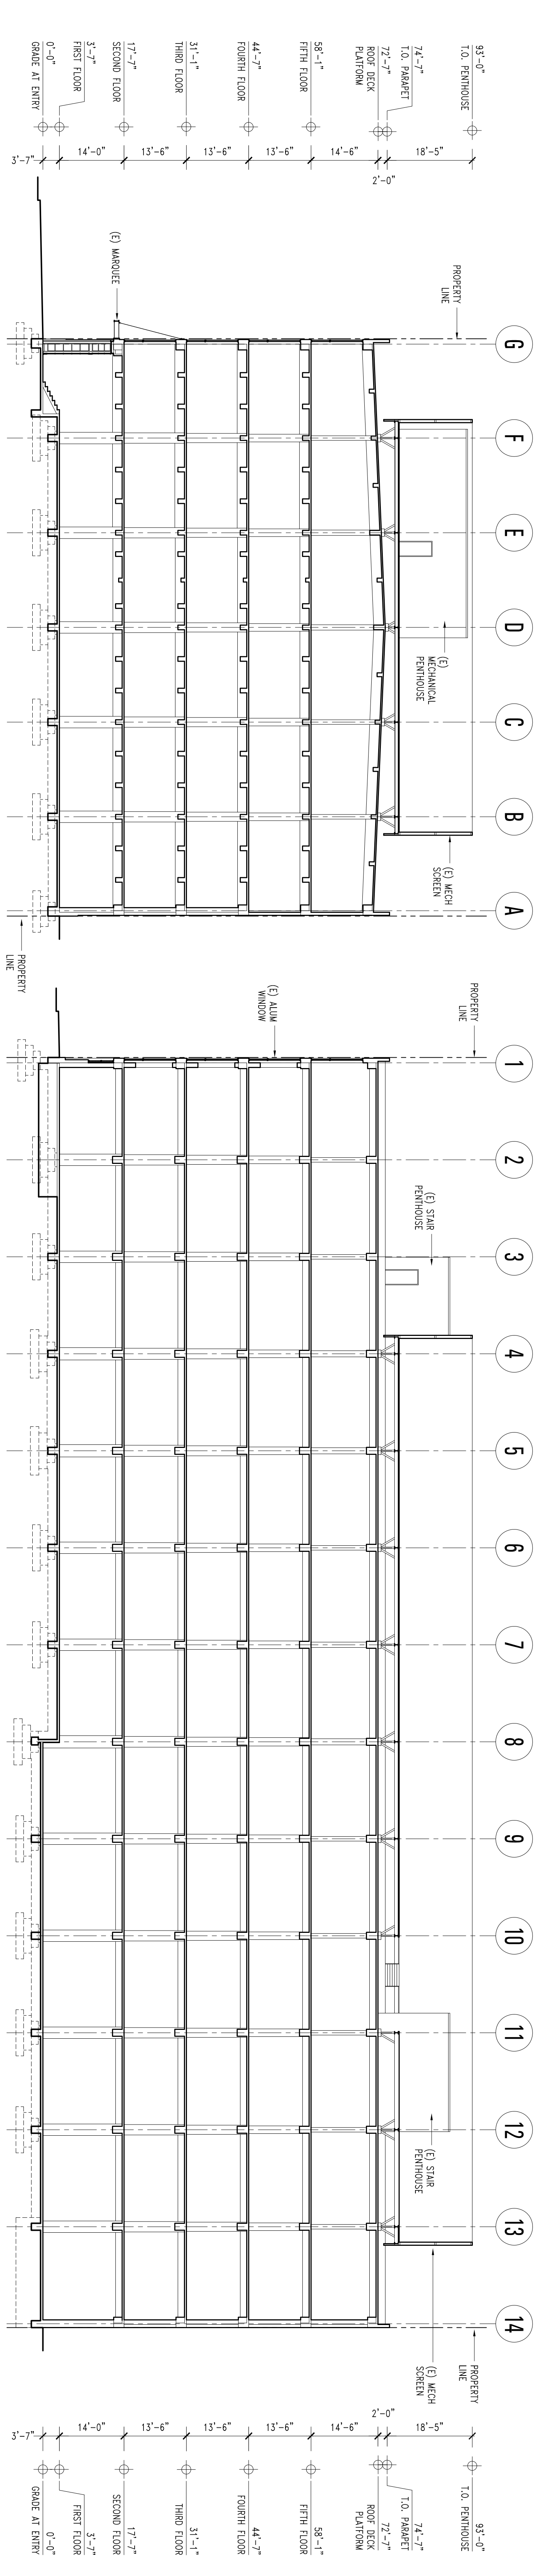 93'-0"
T.O. PENTHOUSE
74'-7"
T.O. PARAPET
72'-7"
ROOF DECK
PLATFORM
58'-1"
FIFTH FLOOR
44'-7"
FOURTH FLOOR
31'-1"
THIRD FLOOR
17'-7"
SECOND FLOOR
3'-7"
FIRST FLOOR
0'-0"
GRADE AT ENTRY
18'-5"
2'-0"
14'-6"
13'-6"
13'-6"
13'-6"
14'-0"
3'-7"
G
F
E
D
C
B
A
PROPERTY
LINE
(E) MARQUEE
(E)
MECHANICAL
PENTHOUSE
(E) MECH
SCREEN
PROPERTY
LINE
1
2
3
4
5
6
7
8
9
10
11
12
13
14
PROPERTY
LINE
(E) ALUM
WINDOW
(E) STAIR
PENTHOUSE
(E) STAIR
PENTHOUSE
(E) MECH
SCREEN
PROPERTY
LINE
18'-5"
2'-0"
14'-6"
13'-6"
13'-6"
13'-6"
14'-0"
3'-7"
93'-0"
T.O. PENTHOUSE
74'-7"
T.O. PARAPET
72'-7"
ROOF DECK
PLATFORM
58'-1"
FIFTH FLOOR
44'-7"
FOURTH FLOOR
31'-1"
THIRD FLOOR
17'-7"
SECOND FLOOR
3'-7"
FIRST FLOOR
0'-0"
GRADE AT ENTRY